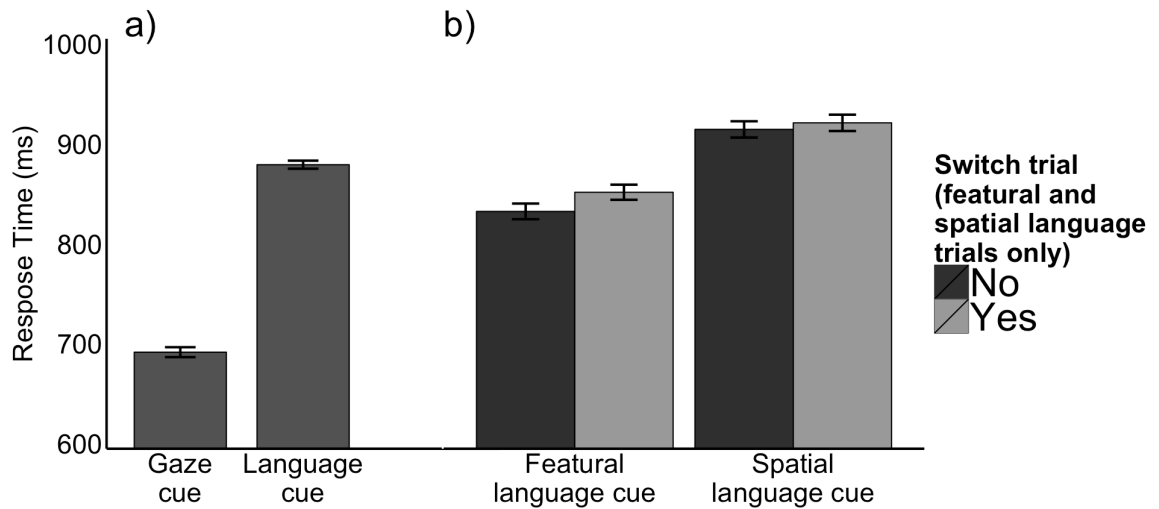 a)
b)
1000
900
800
700
600
Respose Time (ms)
Gaze
cue
Language
cue
Featural
language cue
Spatial
language cue
Switch trial
(featural and
spatial language
trials only)
No
Yes